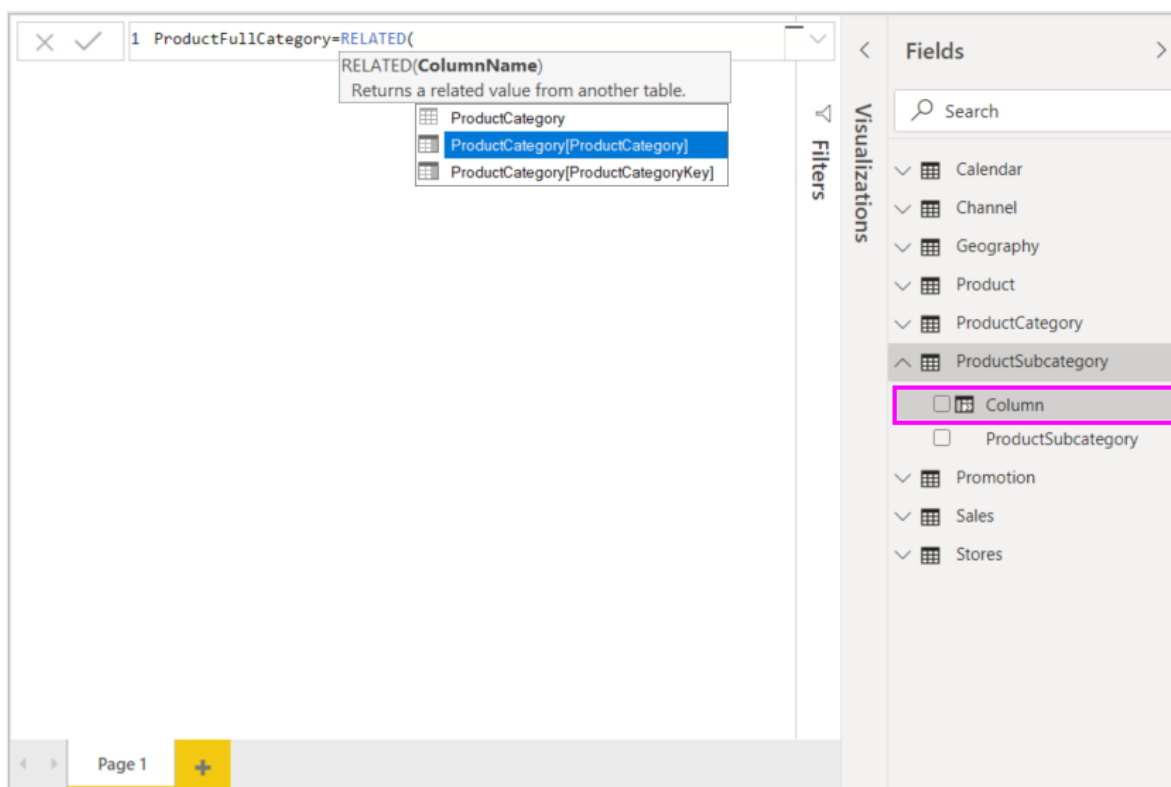 1 ProductFullCategory=RELATED(
RELATED(ColumnName)
Returns a related value from another table.
ProductCategory
ProductCategory[ProductCategory]
ProductCategory[ProductCategoryKey]
Filters
Visualizations
Fields
Search
Calendar
Channel
Geography
Product
ProductCategory
ProductSubcategory
Column
ProductSubcategory
Promotion
Sales
Stores
Page 1